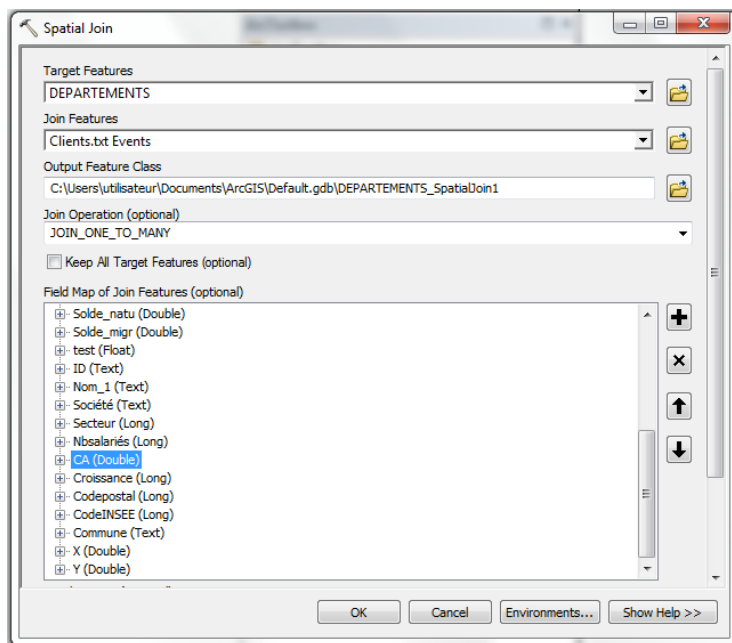 Spatial Join
Target Features
DEPARTEMENTS
Join Features
Clients.txt Events
Output Feature Class
C:\Users\utilisateur\Documents\ArcGIS\Default.gdb\DEPARTEMENTS_SpatialJoin1
Join Operation (optional)
JOIN_ONE_TO_MANY
Keep All Target Features (optional)
Field Map of Join Features (optional)
Solde_natu (Double)
Solde_migr (Double)
test (Float)
ID (Text)
Nom_1 (Text)
Société (Text)
Secteur (Long)
Nbsalariés (Long)
CA (Double)
Croissance (Long)
Codepostal (Long)
CodeINSEE (Long)
Commune (Text)
X (Double)
Y (Double)
OK
Cancel
Environments...
Show Help >>